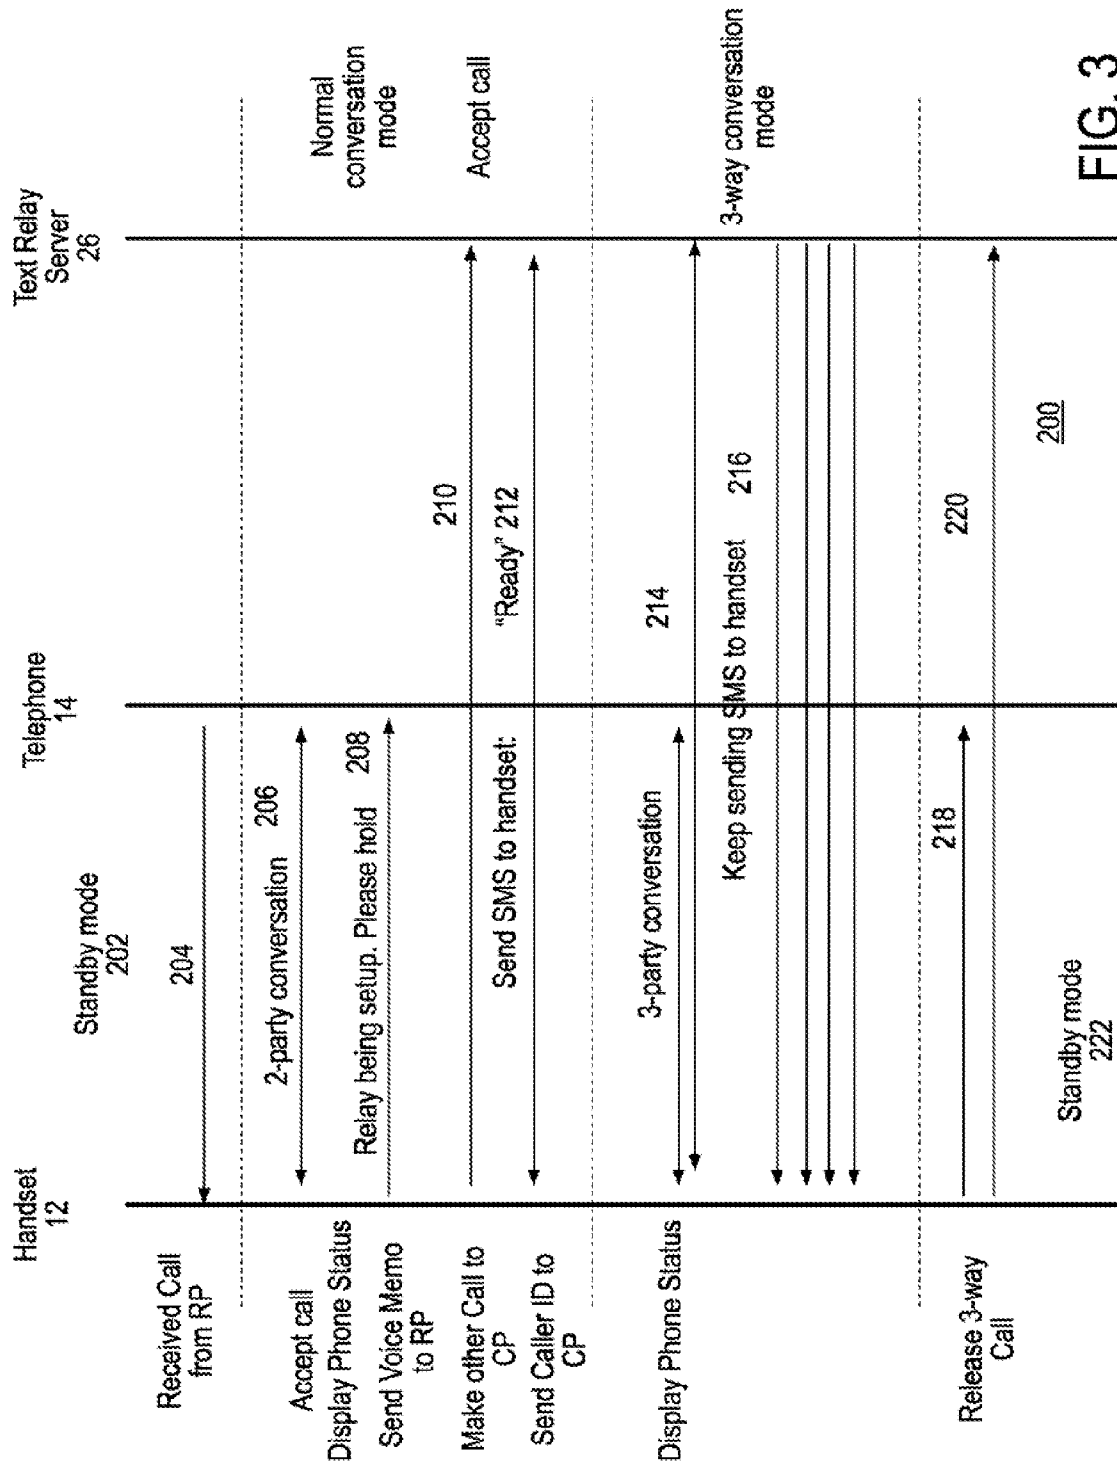 Handset
12
Standby mode
202
Telephone
14
Text Relay
Server
26
Received Call
from RP
204
Accept call
2-party conversation
206
Normal
conversation
mode
Display Phone Status
Send Voice Memo
to RP
Relay being setup. Please hold
208
Make other Call to
CP
210
Accept call
Send Caller ID to
CP
Send SMS to handset:
"Ready" 212
Display Phone Status
3-party conversation
214
3-way conversation
mode
Keep sending SMS to handset
216
Release 3-way
Call
218
220
Standby mode
222
200
FIG. 3